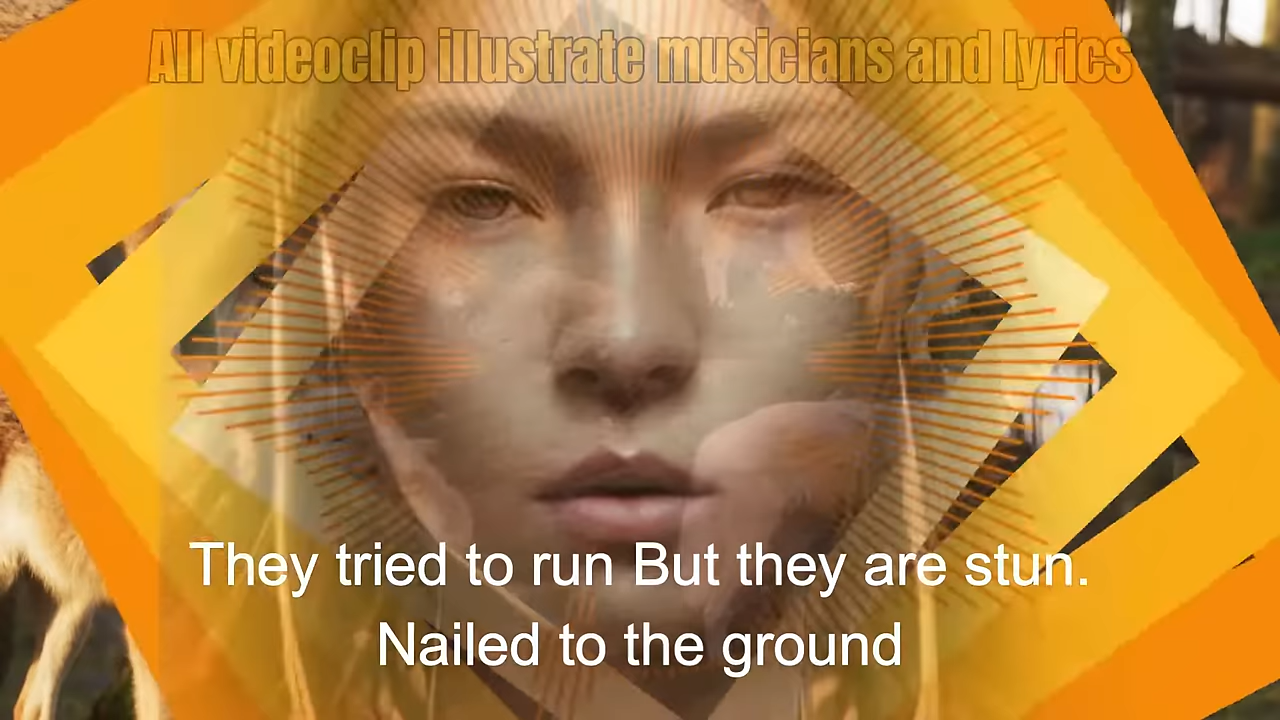 All videoclip illustrate musicians and lyrics
They tried to run But they are stun.
Nailed to the ground